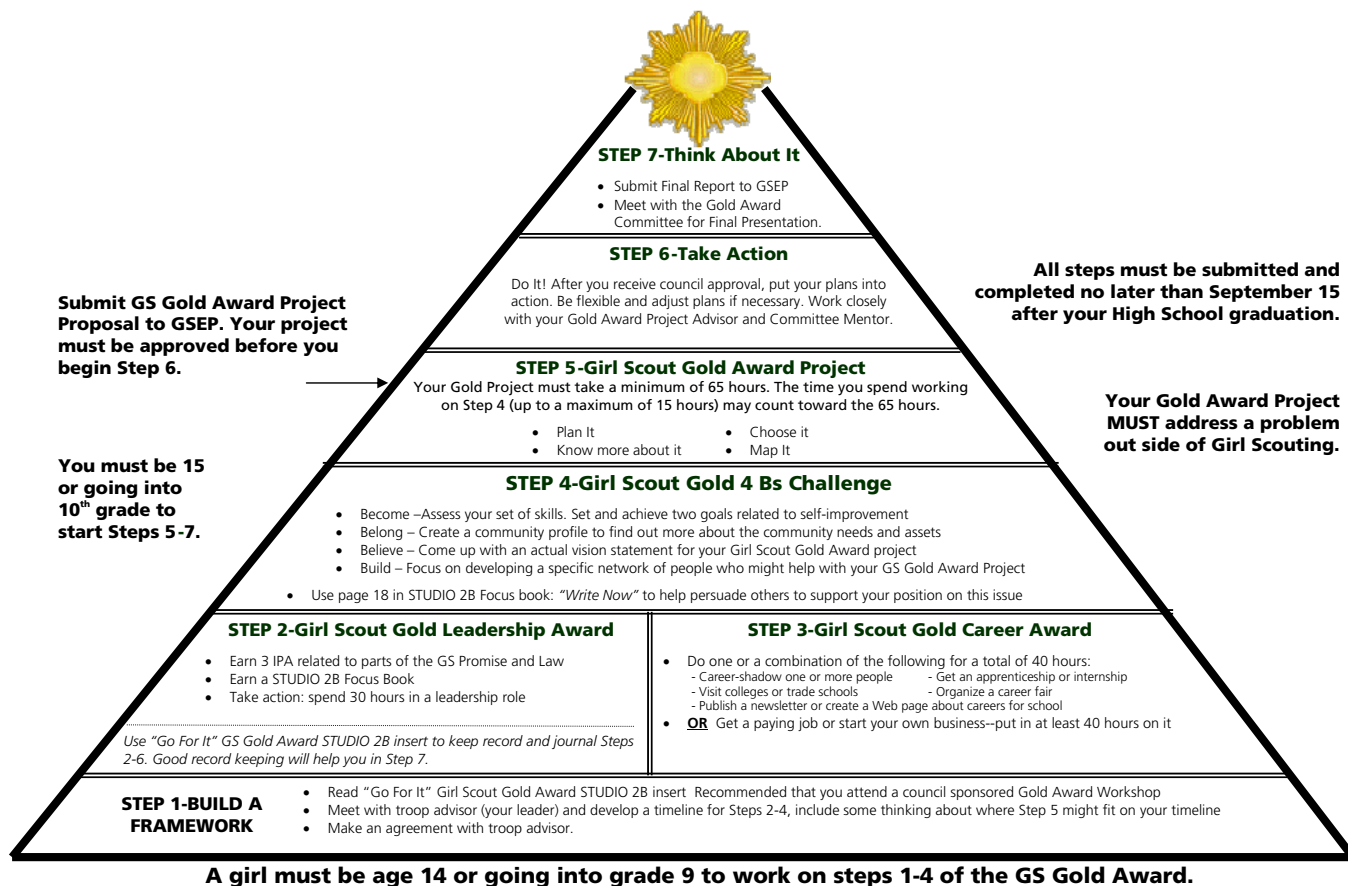 STEP 7-Think About It
• Submit Final Report to GSEP
• Meet with the Gold Award
Committee for Final Presentation.
STEP 6-Take Action
Do It! After you receive council approval, put your plans into
action. Be flexible and adjust plans if necessary. Work closely
with your Gold Award Project Advisor and Committee Mentor.
All steps must be submitted and
completed no later than September 15
after your High School graduation.
Submit GS Gold Award Project
Proposal to GSEP. Your project
must be approved before you
begin Step 6.
STEP 5-Girl Scout Gold Award Project
Your Gold Project must take a minimum of 65 hours. The time you spend working
on Step 4 (up to a maximum of 15 hours) may count toward the 65 hours.
• Plan It
• Know more about it
• Choose it
• Map It
Your Gold Award Project
MUST address a problem
out side of Girl Scouting.
You must be 15
or going into
10th grade to
start Steps 5-7.
STEP 4-Girl Scout Gold 4 Bs Challenge
• Become –Assess your set of skills. Set and achieve two goals related to self-improvement
• Belong – Create a community profile to find out more about the community needs and assets
• Believe – Come up with an actual vision statement for your Girl Scout Gold Award project
• Build – Focus on developing a specific network of people who might help with your GS Gold Award Project
• Use page 18 in STUDIO 2B Focus book: "Write Now" to help persuade others to support your position on this issue
STEP 2-Girl Scout Gold Leadership Award
• Earn 3 IPA related to parts of the GS Promise and Law
• Earn a STUDIO 2B Focus Book
• Take action: spend 30 hours in a leadership role
Use "Go For It" GS Gold Award STUDIO 2B insert to keep record and journal Steps
2-6. Good record keeping will help you in Step 7.
STEP 3-Girl Scout Gold Career Award
• Do one or a combination of the following for a total of 40 hours:
- Career-shadow one or more people - Get an apprenticeship or internship
- Visit colleges or trade schools - Organize a career fair
- Publish a newsletter or create a Web page about careers for school
• OR Get a paying job or start your own business--put in at least 40 hours on it
STEP 1-BUILD A
FRAMEWORK
• Read "Go For It" Girl Scout Gold Award STUDIO 2B insert Recommended that you attend a council sponsored Gold Award Workshop
• Meet with troop advisor (your leader) and develop a timeline for Steps 2-4, include some thinking about where Step 5 might fit on your timeline
• Make an agreement with troop advisor.
A girl must be age 14 or going into grade 9 to work on steps 1-4 of the GS Gold Award.